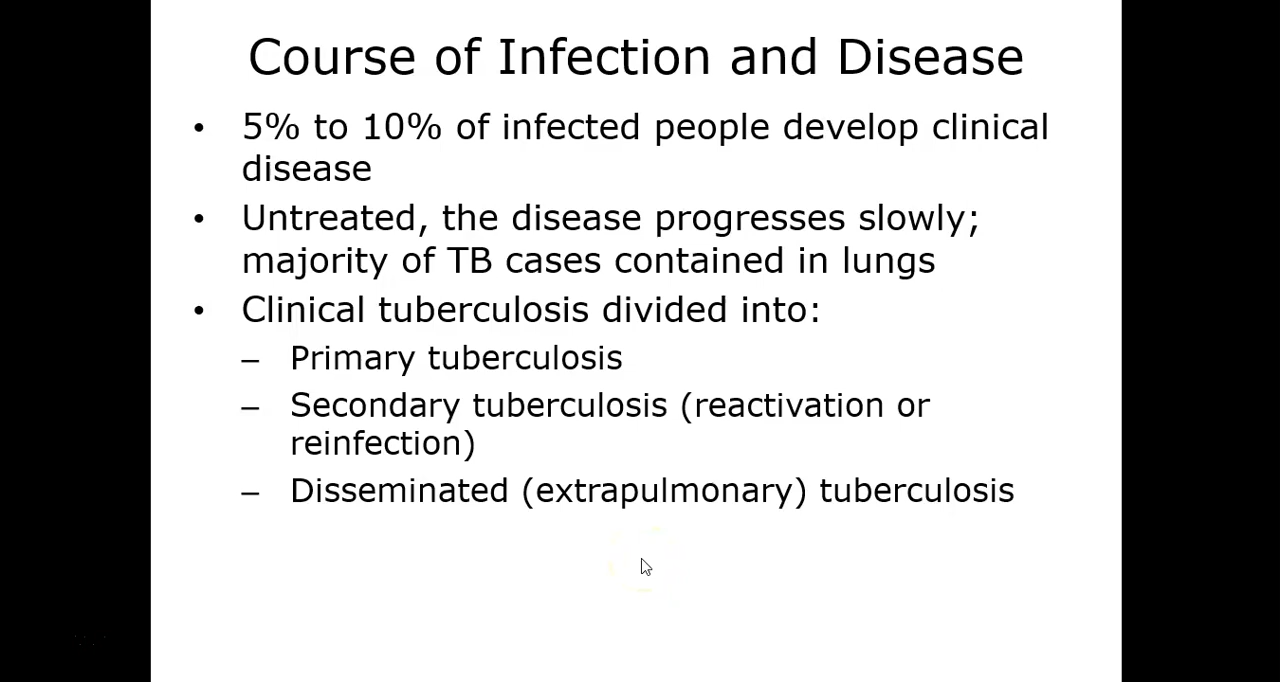 Course of Infection and Disease
• 5% to 10% of infected people develop clinical
disease
• Untreated, the disease progresses slowly;
majority of TB cases contained in lungs
• Clinical tuberculosis divided into:
– Primary tuberculosis
– Secondary tuberculosis (reactivation or
reinfection)
– Disseminated (extrapulmonary) tuberculosis